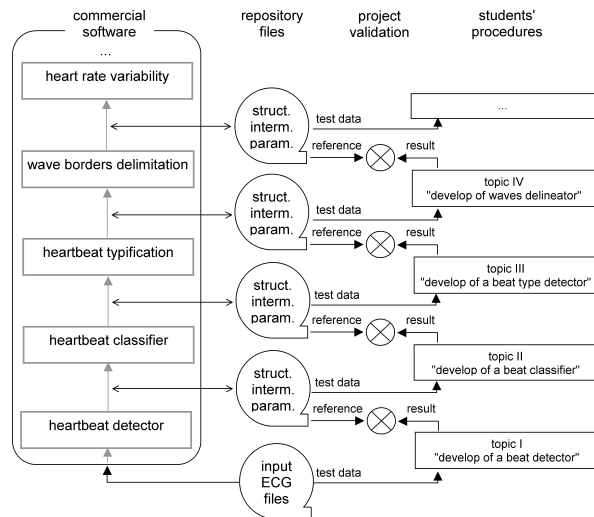 commercial
software
repository
files
project
validation
students'
procedures
...
heart rate variability
struct.
interm.
param.
test data
...
reference
result
wave borders delimitation
topic IV
"develop of waves delineator"
struct.
interm.
param.
test data
reference
result
heartbeat typification
topic III
"develop of a beat type detector"
struct.
interm.
param.
test data
reference
result
heartbeat classifier
topic II
"develop of a beat classifier"
struct.
interm.
param.
test data
reference
result
heartbeat detector
topic I
"develop of a beat detector"
input
ECG
files
test data